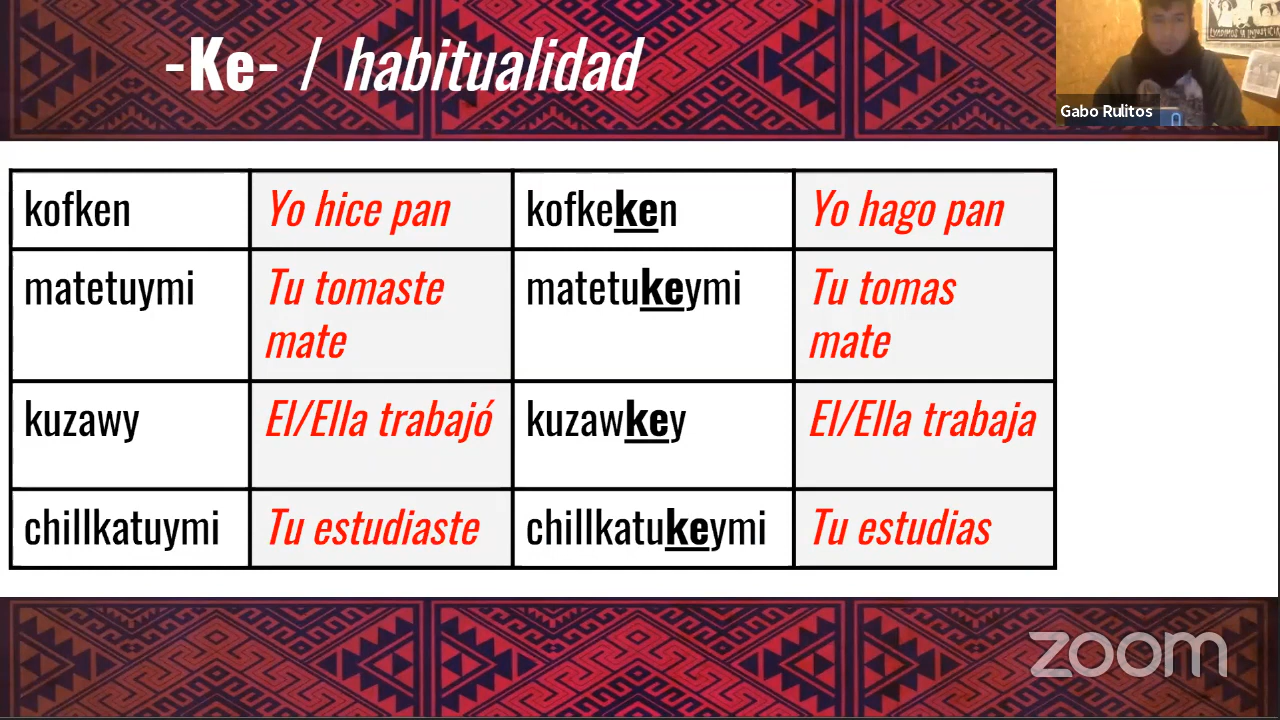 -Ke- / habitualidad
Gabo Rulitos
kofken
Yo hice pan
kofkeken
Yo hago pan
matetuymi
Tu tomaste
mate
matetukeymi
Tu tomas
mate
kuzawy
El/Ella trabajó
kuzawkey
El/Ella trabaja
chillkatuymi
Tu estudiaste
chillkatukeymi
Tu estudias
zoom